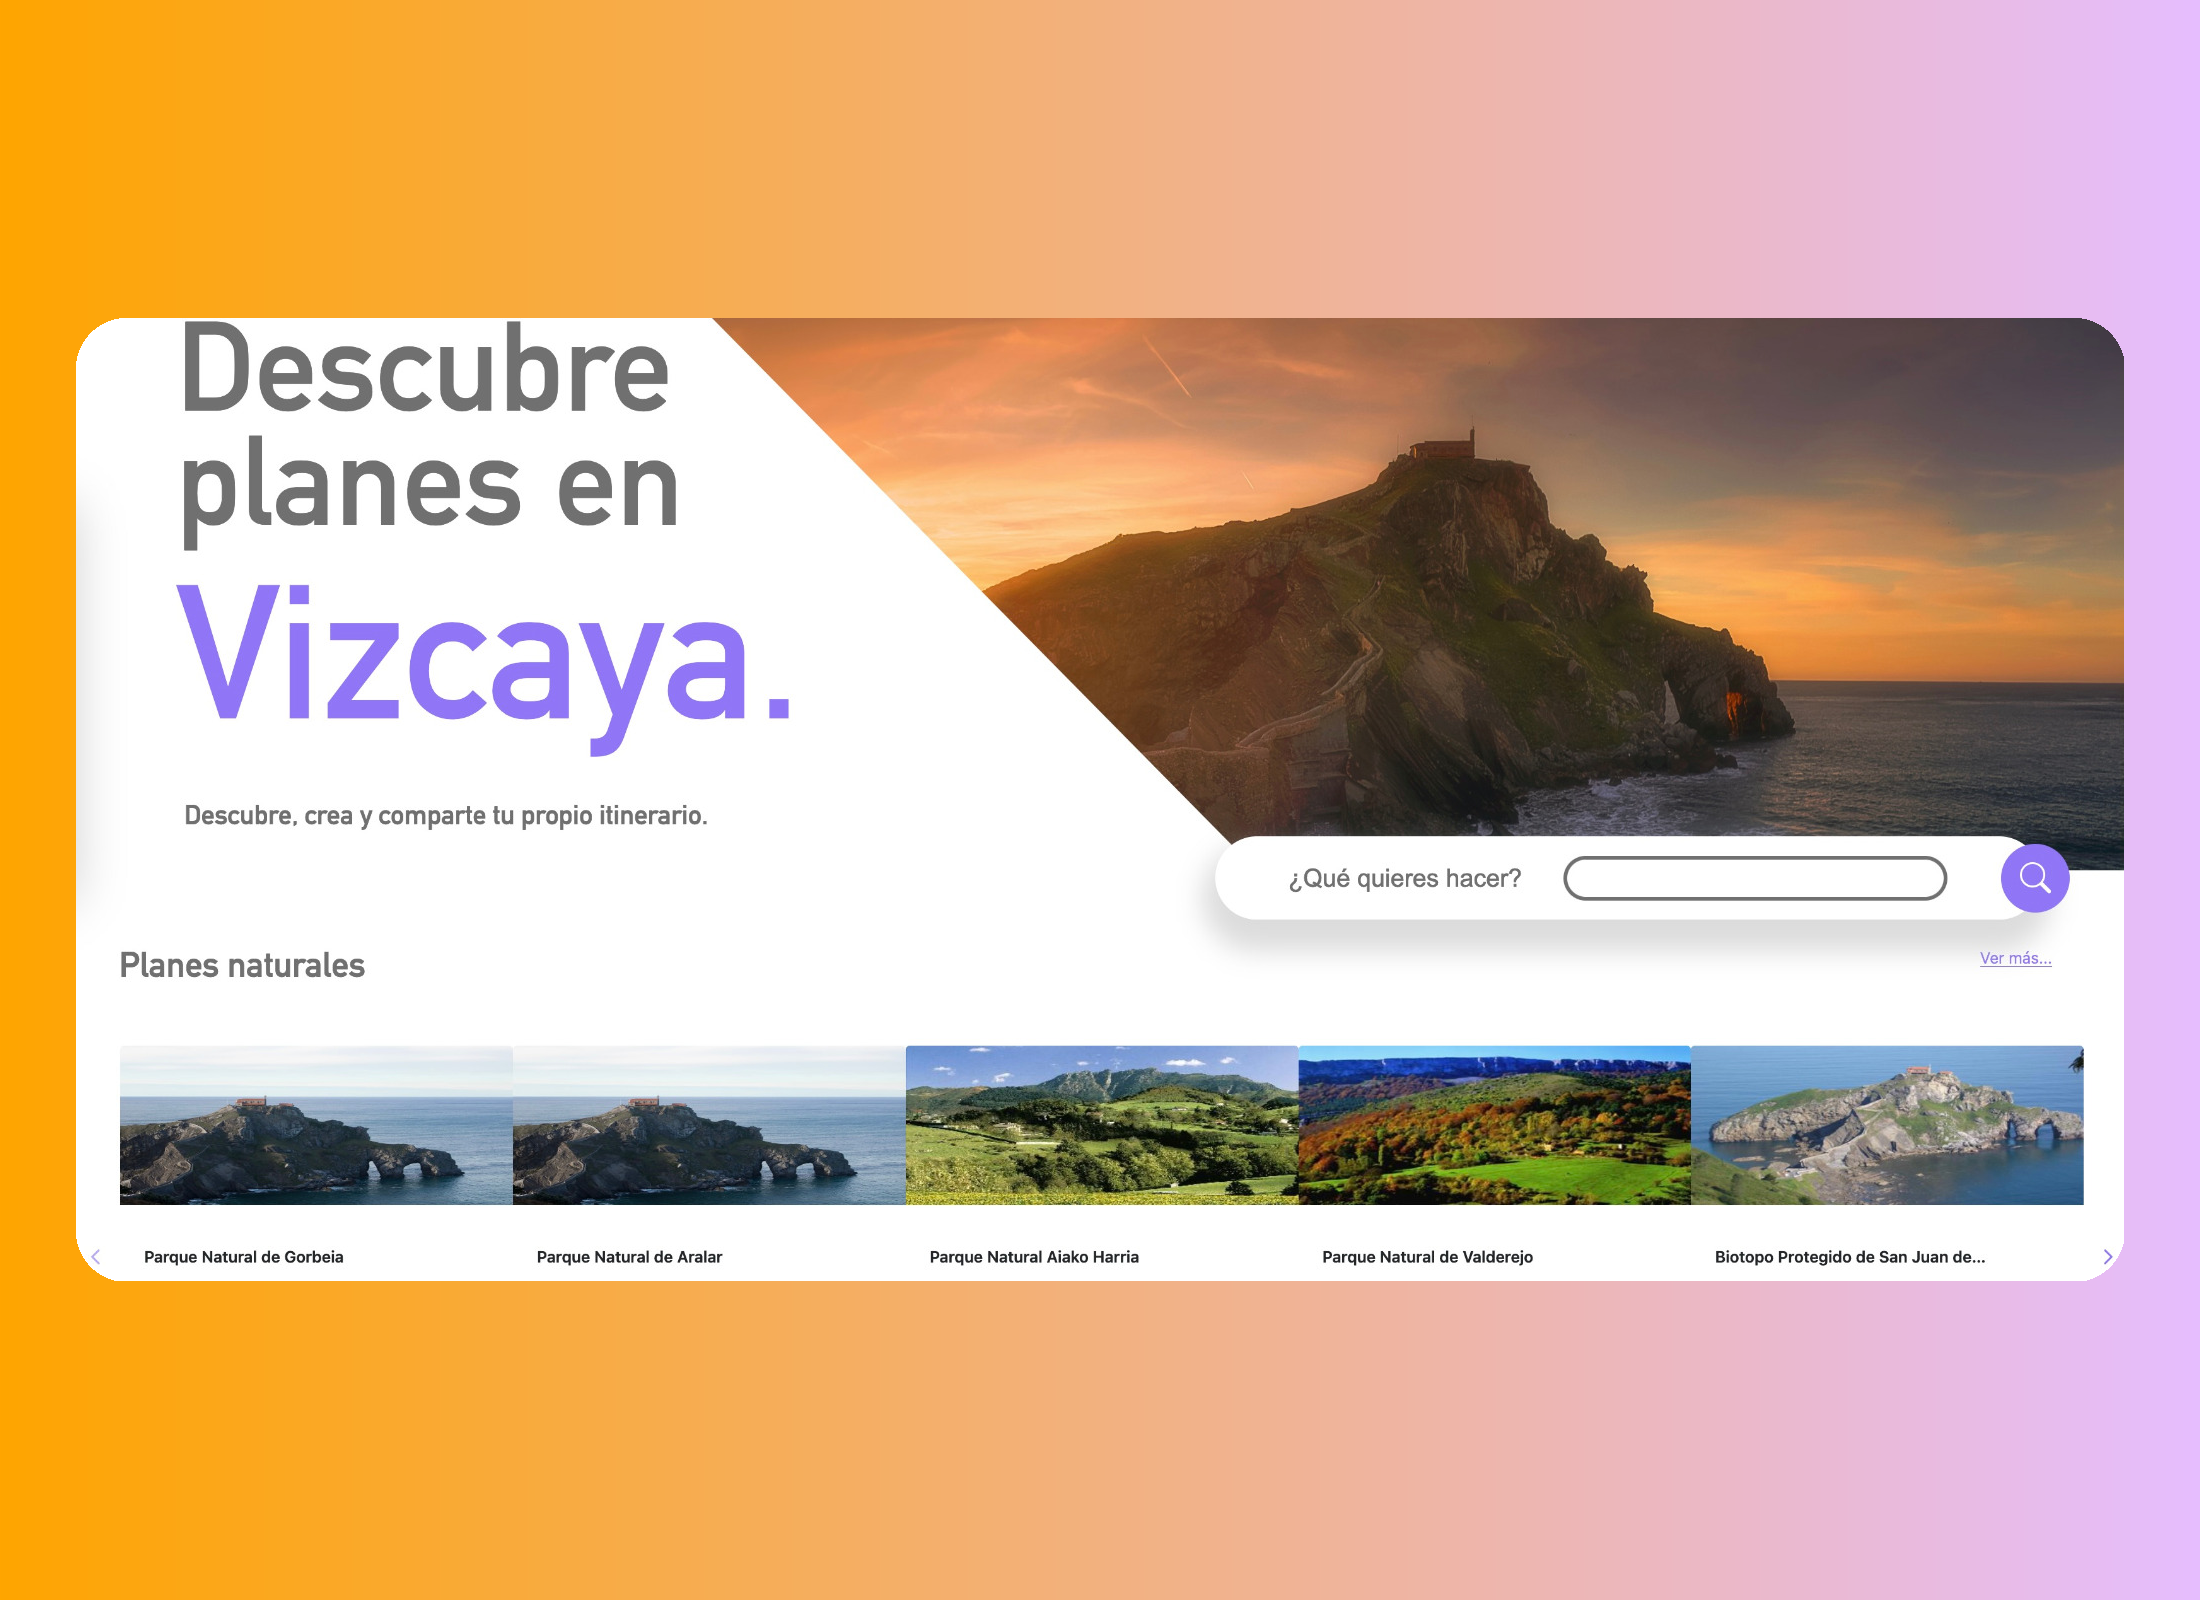 Descubre
planes en
Vizcaya.
Descubre, crea y comparte tu propio itinerario.
¿Qué quieres hacer?
Planes naturales
Ver más...
Parque Natural de Gorbeia
Parque Natural de Aralar
Parque Natural Aiako Harria
Parque Natural de Valderejo
Biotopo Protegido de San Juan de...